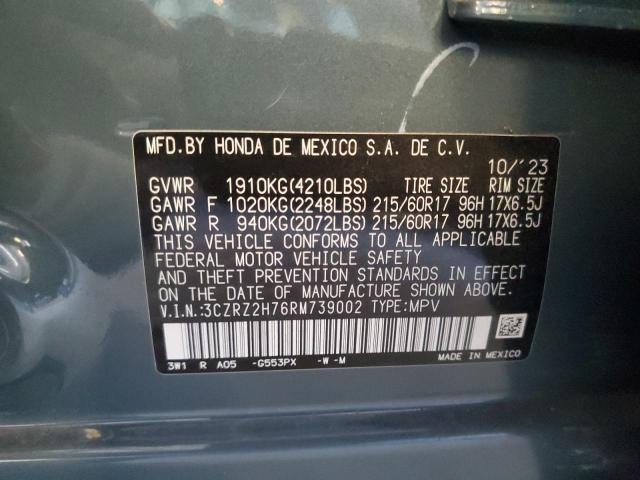 MFD.BY HONDA DE MEXICO S.A. DE C.V.
10/´23
GVWR 1910KG(4210LBS) TIRE SIZE RIM SIZE
GAWR F 1020KG(2248LBS) 215/60R17 96H 17X6.5J
GAWR R 940KG(2072LBS) 215/60R17 96H 17X6.5J
THIS VEHICLE CONFORMS TO ALL APPLICABLE
FEDERAL MOTOR VEHICLE SAFETY
AND THEFT PREVENTION STANDARDS IN EFFECT
ON THE DATE OF MANUFACTURE SHOWN ABOVE.
V.I.N.:3CZRZ2H76RM739002 TYPE:MPV
3W1 R A05 -G553PX -W-M MADE IN MEXICO